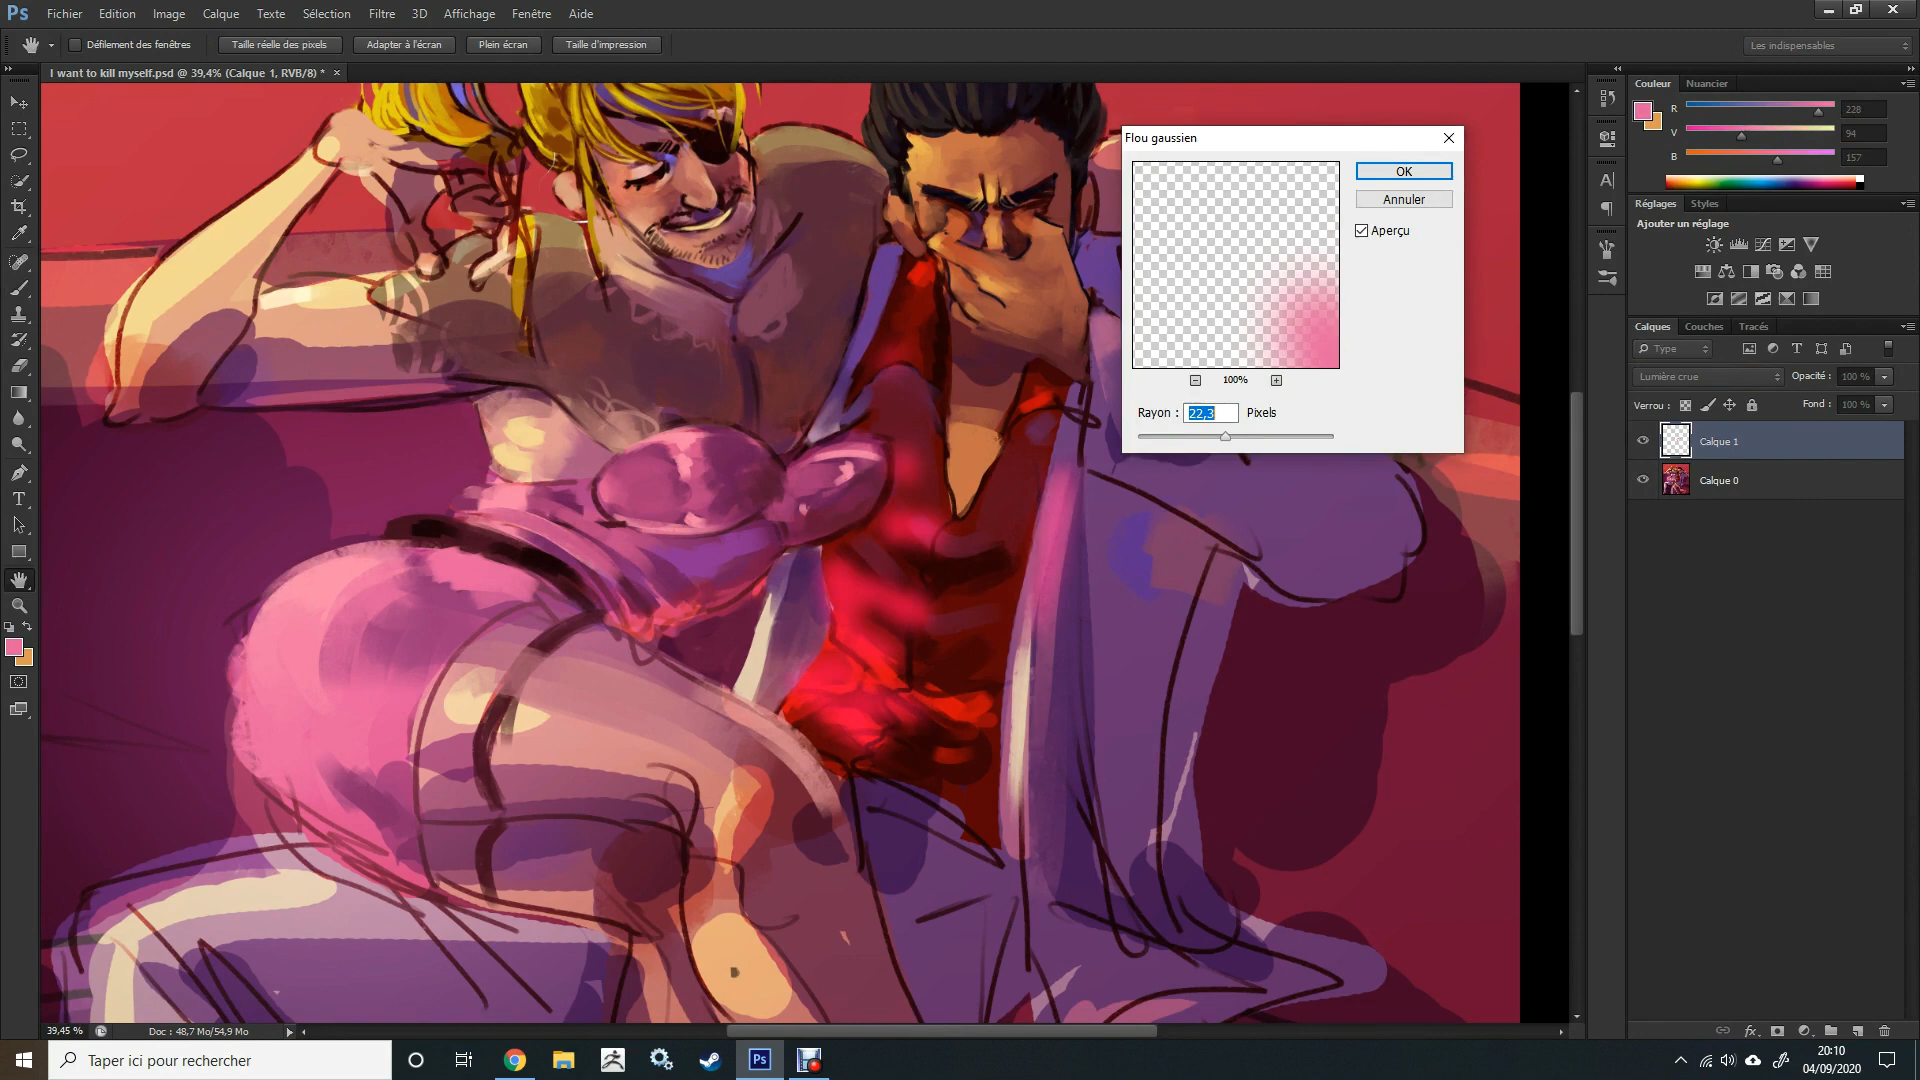 Ps Fichier Edition Image Calque Texte Sélection Filtre 3D Affichage Fenêtre Aide
Défilement des fenêtres Taille réelle des pixels Adapter à l'écran Plein écran Taille d'impression Les indispensables
I want to kill myself.psd @ 39,4% (Calque 1, RVB/8) * ×
Couleur Nuancier
R 228
V 94
B 157
Flou gaussien
OK
Annuler
Aperçu
100%
Rayon : 22,3 Pixels
Réglages Styles
Ajouter un réglage
Calques Couches Tracés
Type
Lumière crue Opacité : 100 %
Verrou : Fond : 100 %
Calque 1
Calque 0
39,45 % Doc : 48,7 Mo/54,9 Mo
Taper ici pour rechercher
Ps
20:10
04/09/2020